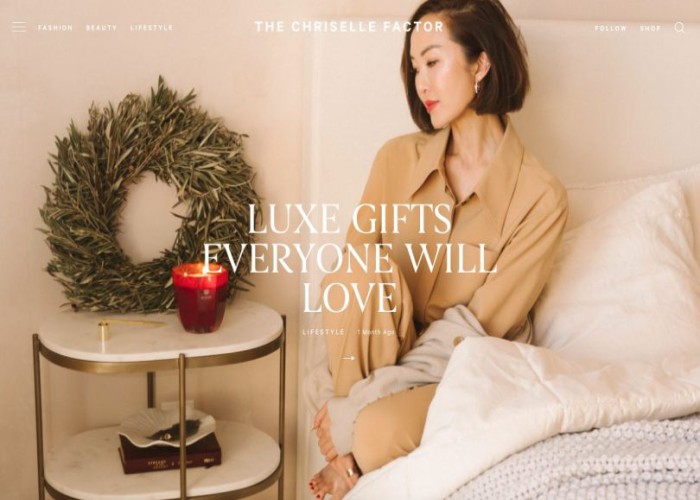 FASHION BEAUTY LIFESTYLE
THE CHRISELLE FACTOR
FOLLOW SHOP
LUXE GIFTS
EVERYONE WILL
LOVE
LIFESTYLE 1 Month Ago